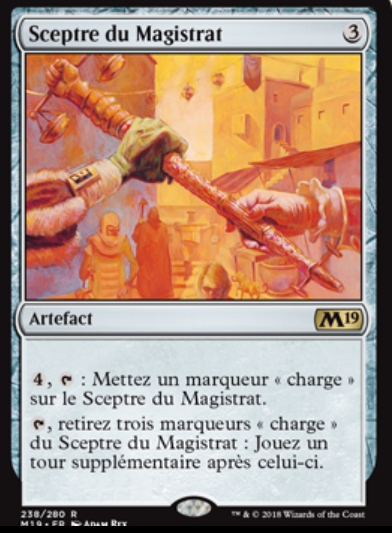 Sceptre du Magistrat 3
Artefact M19
4, : Mettez un marqueur « charge »
sur le Sceptre du Magistrat.
, retirez trois marqueurs « charge »
du Sceptre du Magistrat : Jouez un
tour supplémentaire après celui-ci.
238/280 R
M19 • FR ADAM REX ™ & © 2018 Wizards of the Coast